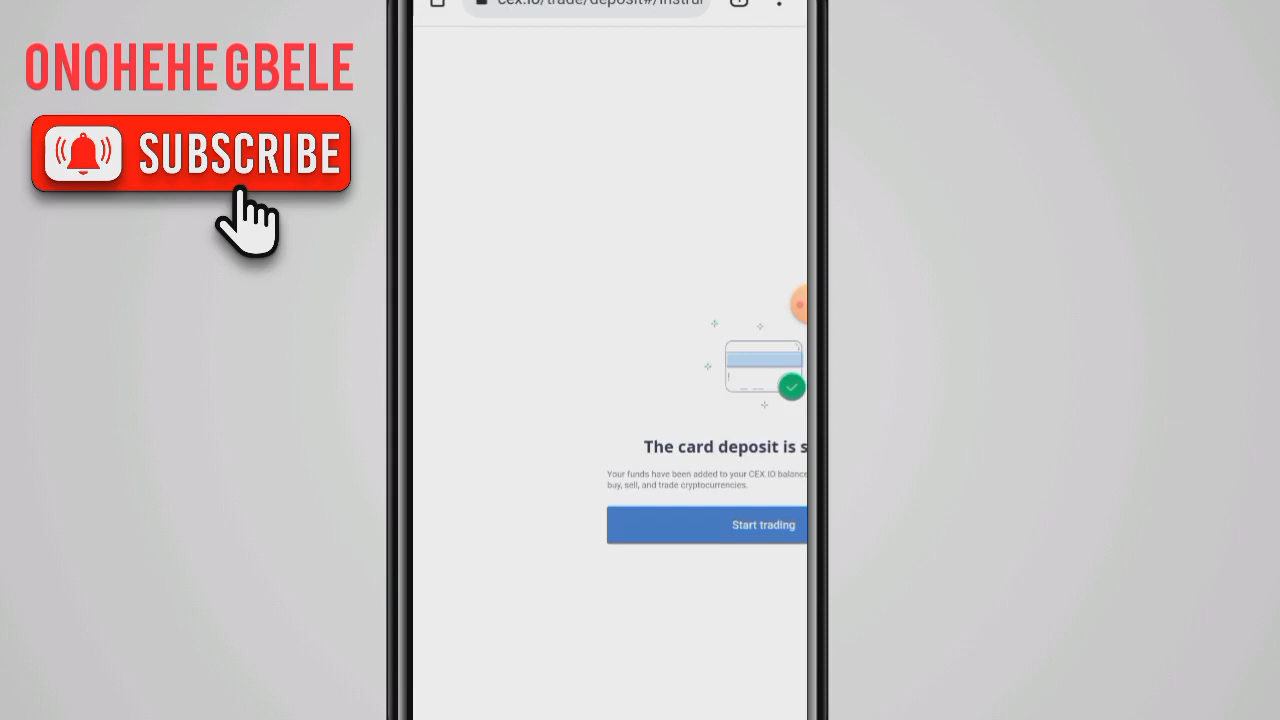 cex.io/trade/deposit#/instru
ONOHEHE GBELE
SUBSCRIBE
The card deposit is s
Your funds have been added to your CEX.IO balance
buy, sell, and trade cryptocurrencies.
Start trading